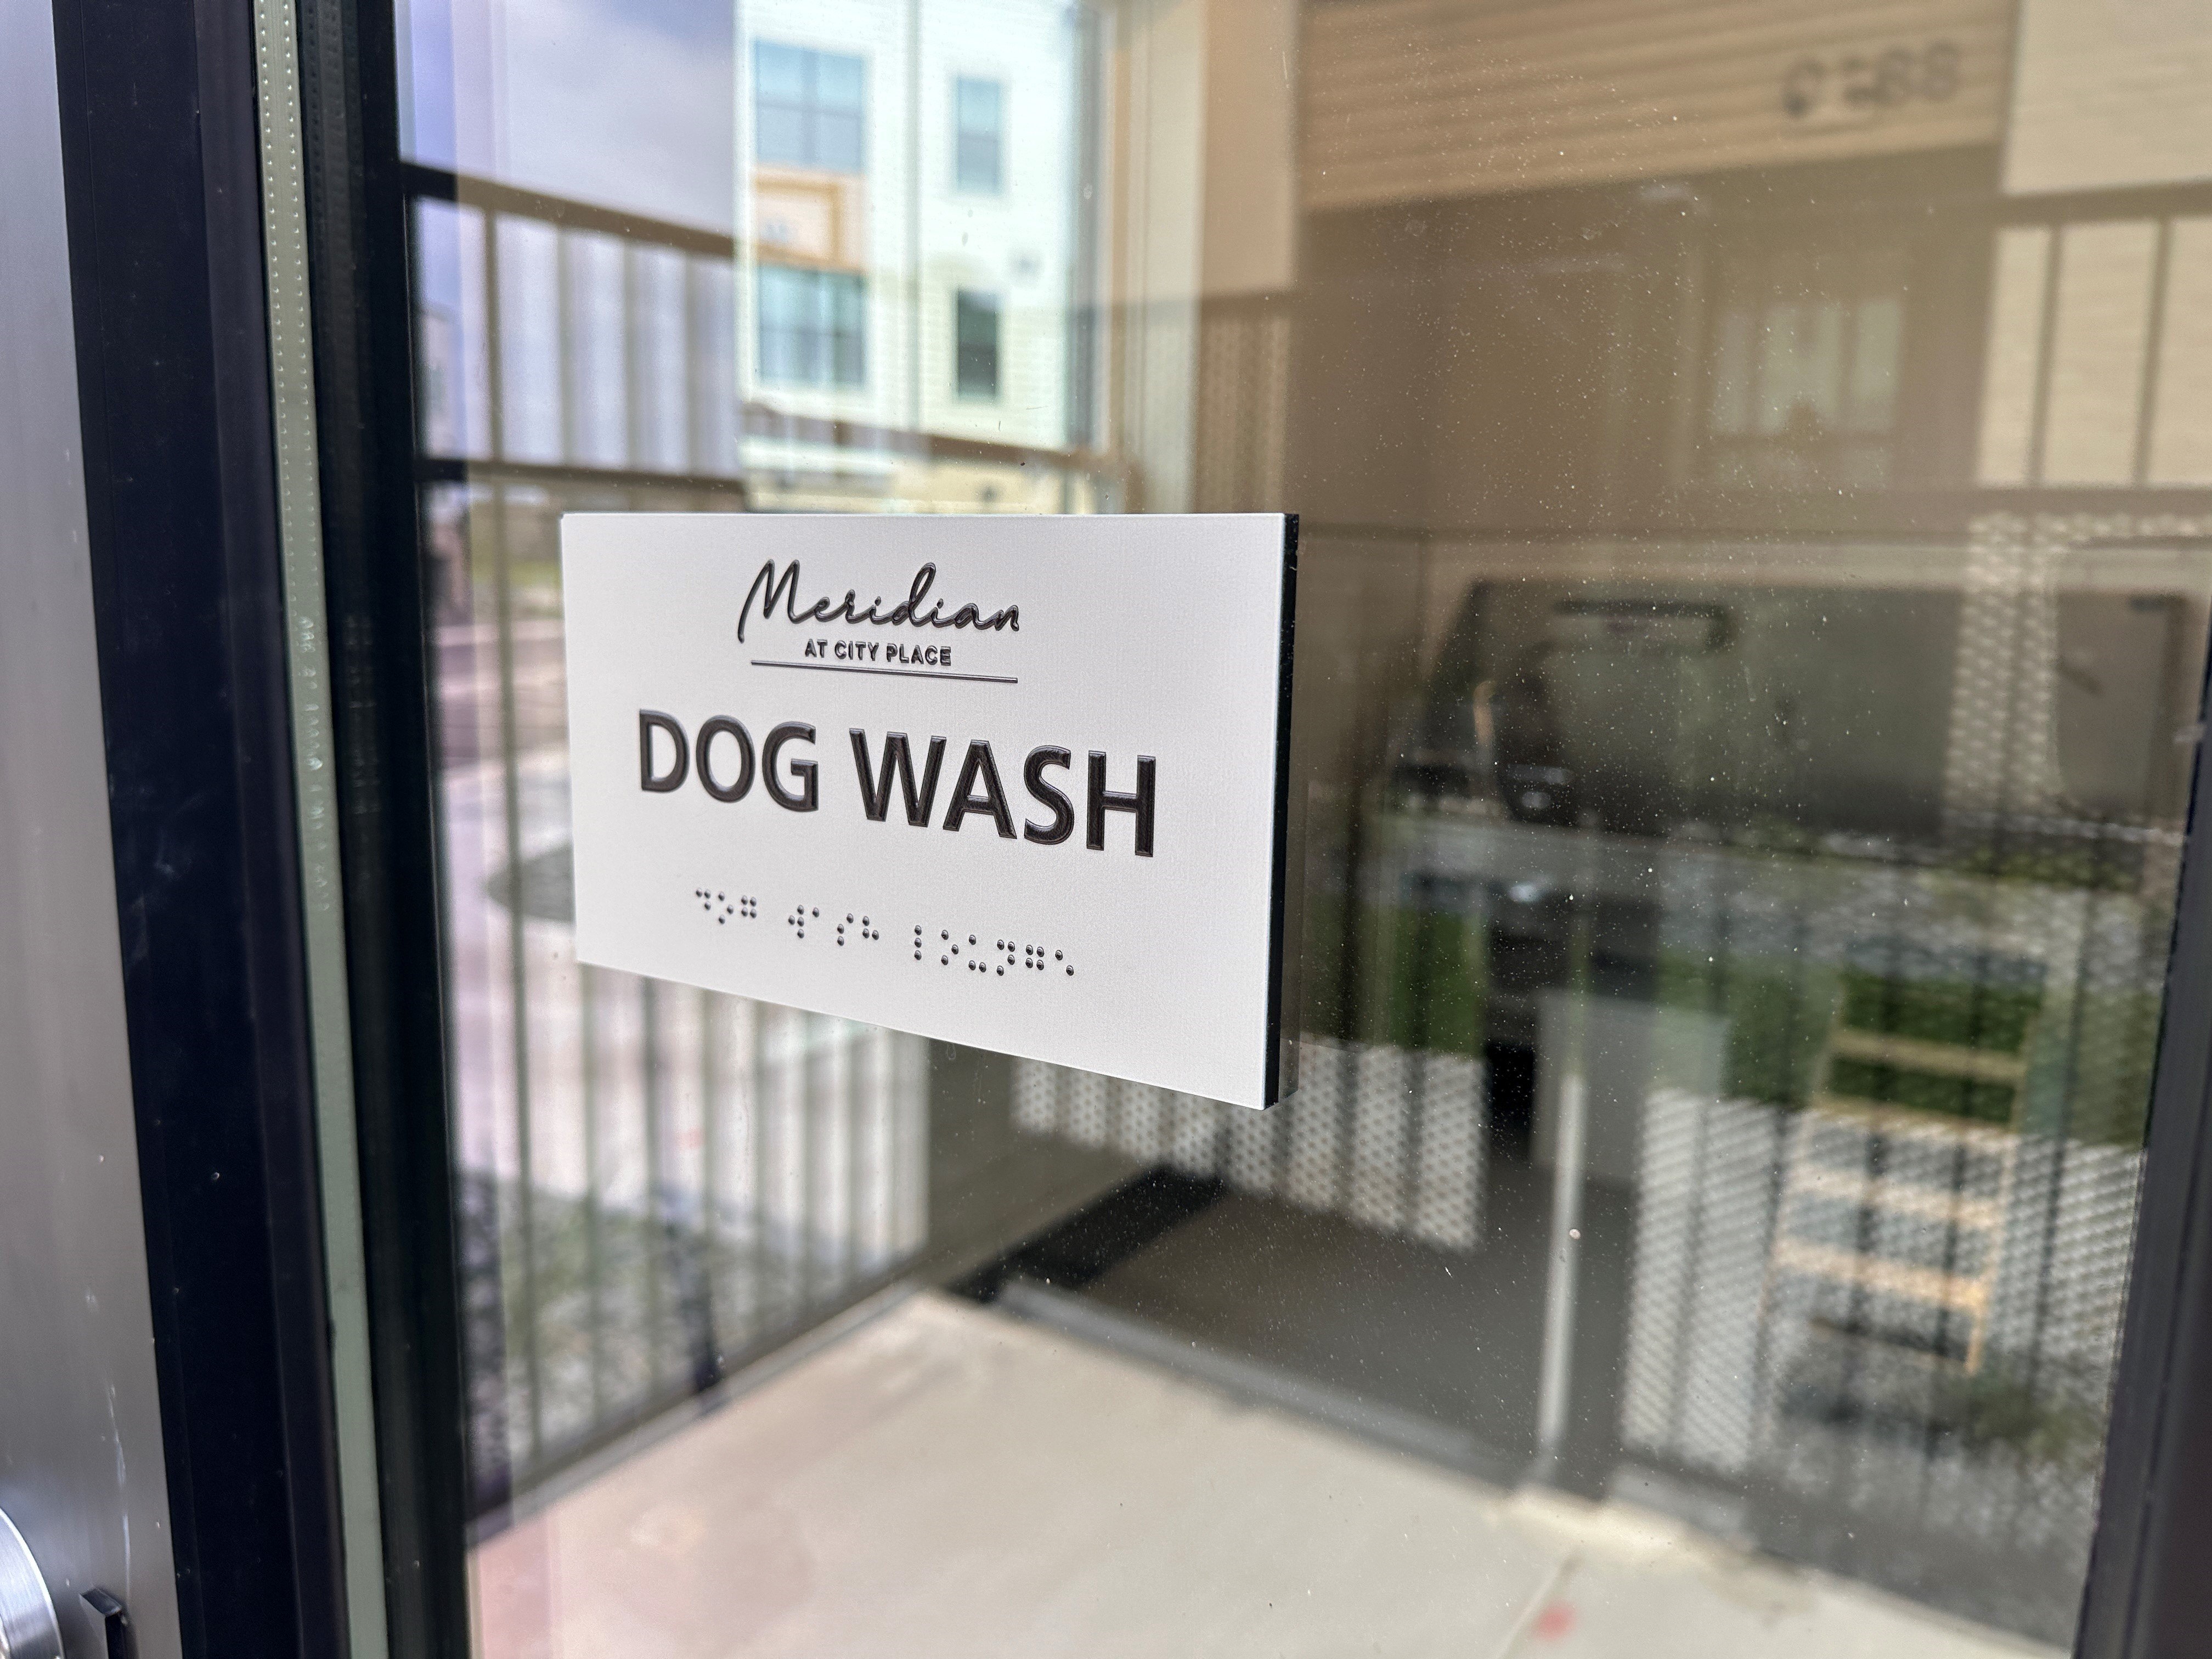 Meridian
AT CITY PLACE
DOG WASH
⠙⠕⠛ ⠺⠁⠎⠓ ⠇⠕⠥⠝⠛⠑